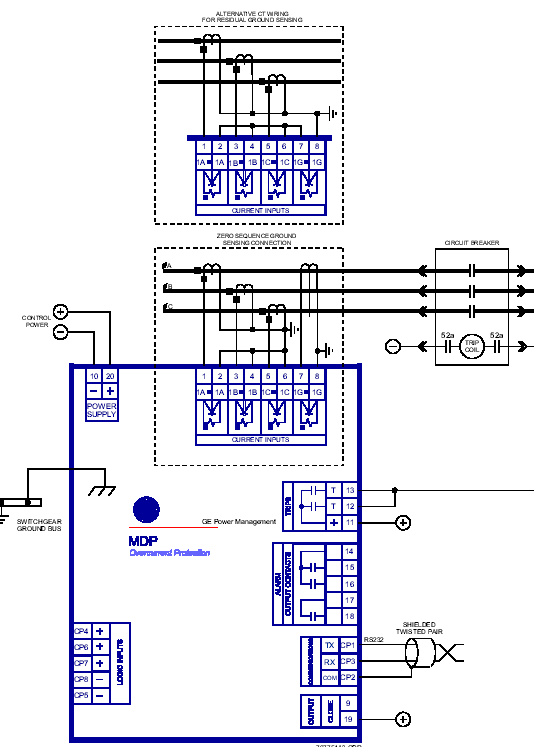 ALTERNATIVE CT WIRING
FOR RESIDUAL GROUND SENSING
1 2 3 4 5 6 7 8
1A 1A 1B 1B 1C 1C 1G 1G
CURRENT INPUTS
ZERO SEQUENCE GROUND
SENSING CONNECTION
CIRCUIT BREAKER
A
B
C
52a 52a
TRIP
COIL
CONTROL
POWER
10 20
POWER
SUPPLY
1 2 3 4 5 6 7 8
1A 1A 1B 1B 1C 1C 1G 1G
CURRENT INPUTS
SWITCHGEAR
GROUND BUS
GE Power Management
MDP
Overcurrent Protection
TRIPS
T 13
T 12
+ 11
ALARM
OUTPUT CONTACTS
14
15
16
17
18
CP4 +
CP6 +
CP7 +
CP8 –
CP5 –
LOGIC INPUTS
SHIELDED
TWISTED PAIR
RS232
TX CP1
RX CP3
COM CP2
OUTPUT
CLOSE
9
19